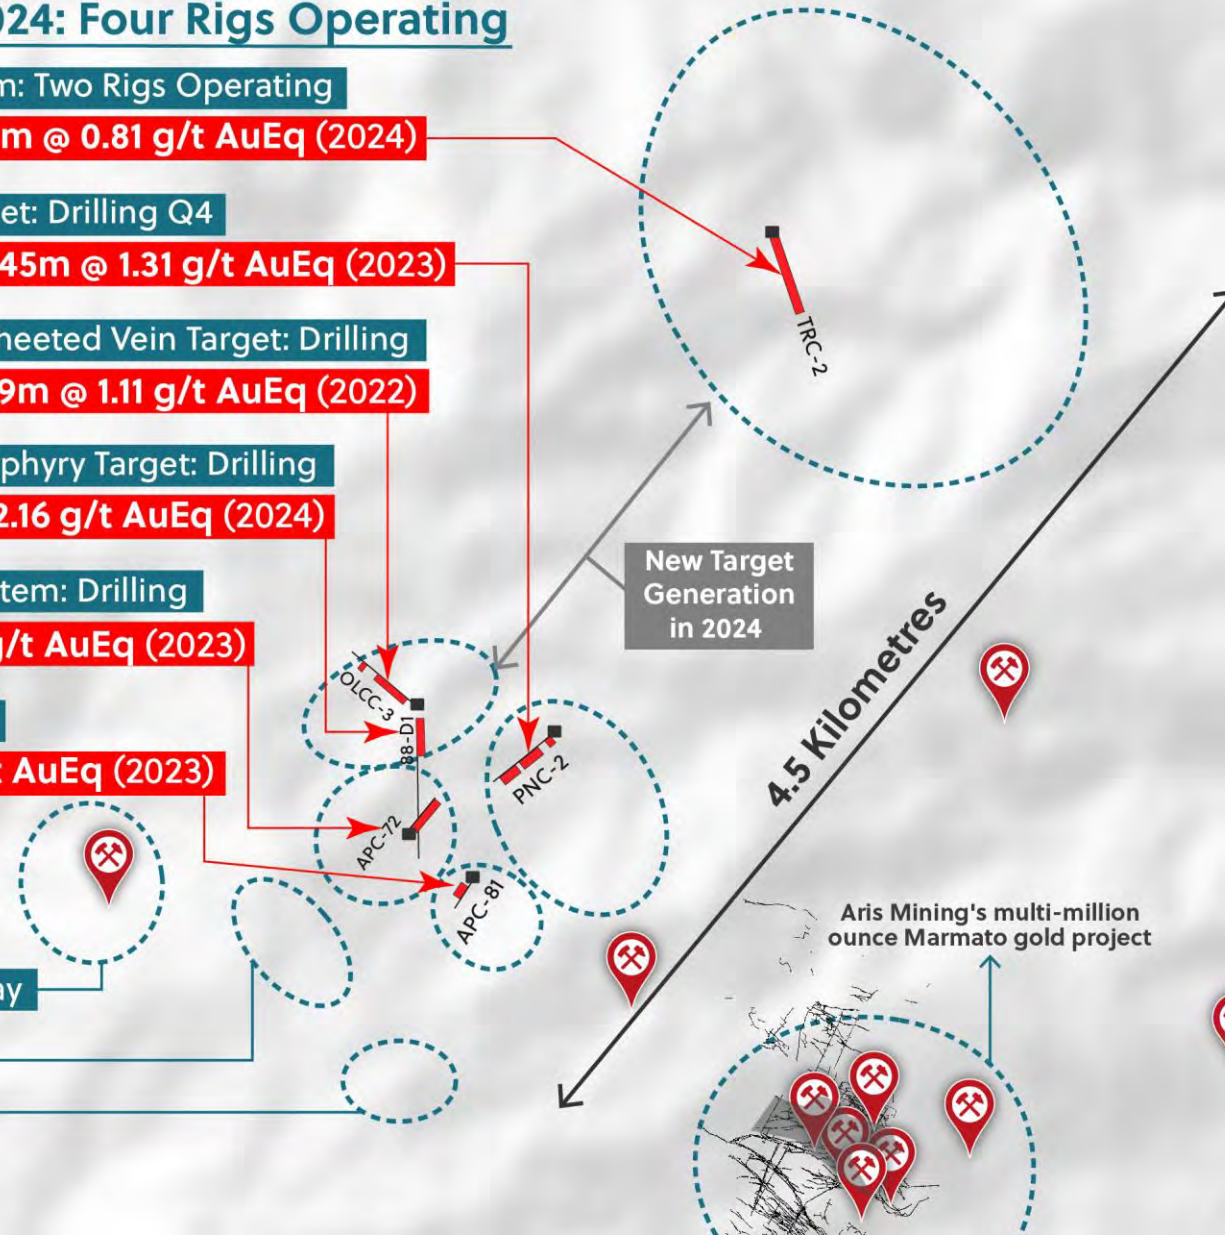 024: Four Rigs Operating
m: Two Rigs Operating
m @ 0.81 g/t AuEq (2024)
et: Drilling Q4
45m @ 1.31 g/t AuEq (2023)
heeted Vein Target: Drilling
9m @ 1.11 g/t AuEq (2022)
phyry Target: Drilling
2.16 g/t AuEq (2024)
tem: Drilling
g/t AuEq (2023)
t AuEq (2023)
ay
TRC-2
New Target
Generation
in 2024
4.5 Kilometres
OLCC-3
88-D1
PNC-2
APC-72
APC-81
Aris Mining's multi-million
ounce Marmato gold project